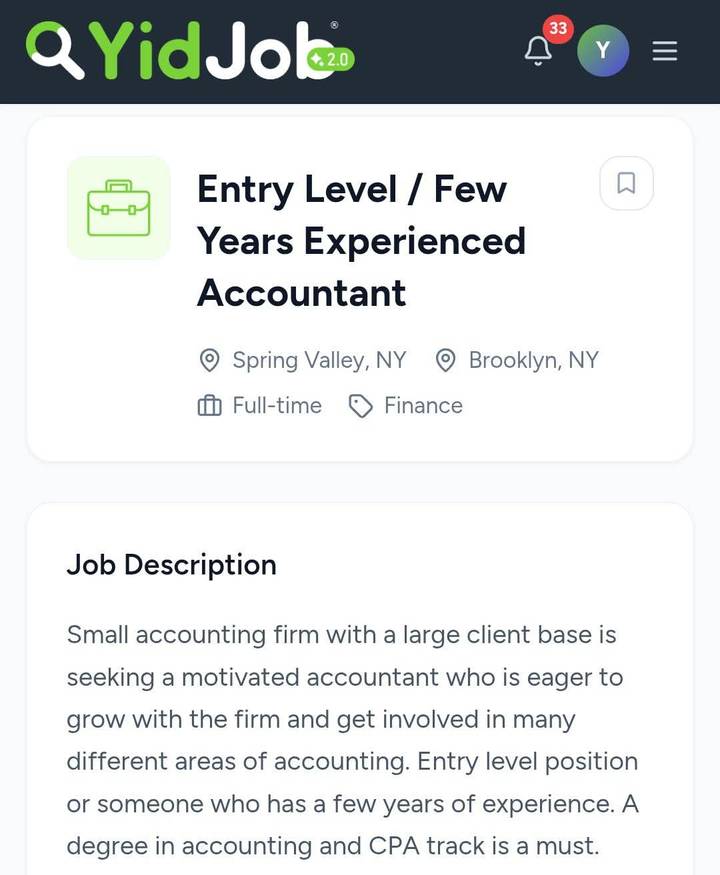 YidJob®
2.0
33
Y
Entry Level / Few
Years Experienced
Accountant
Spring Valley, NY Brooklyn, NY
Full-time Finance
Job Description
Small accounting firm with a large client base is
seeking a motivated accountant who is eager to
grow with the firm and get involved in many
different areas of accounting. Entry level position
or someone who has a few years of experience. A
degree in accounting and CPA track is a must.